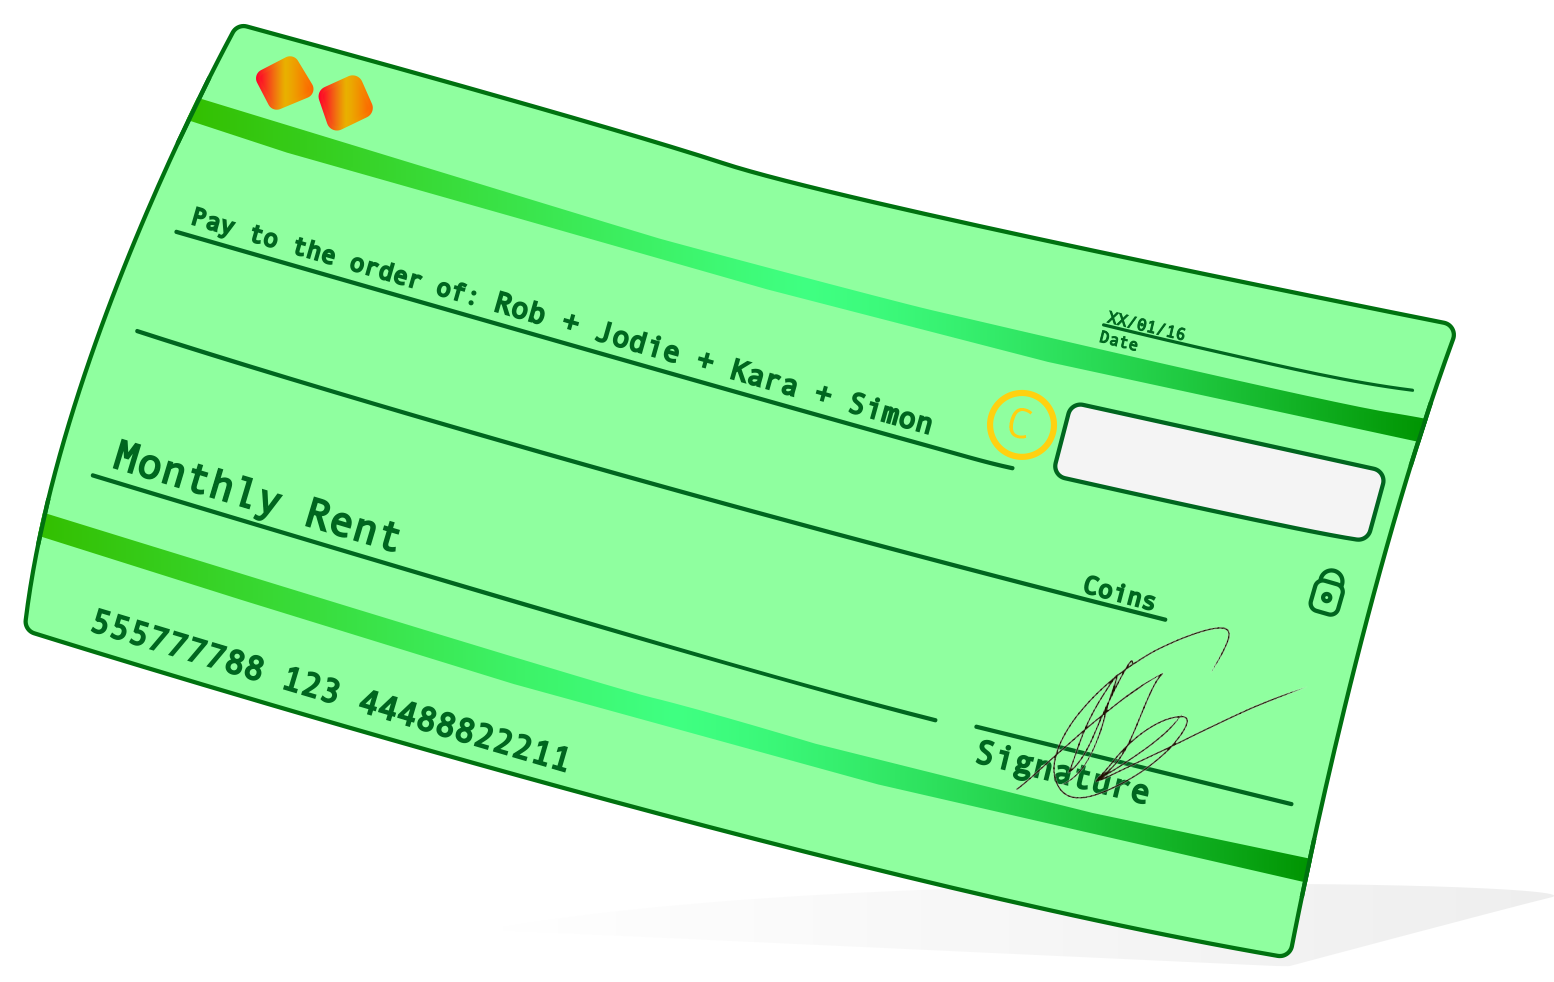 XX/01/16
Date
Pay to the order of: Rob + Jodie + Kara + Simon
C
Coins
Monthly Rent
Signature
555777788 123 44488822211